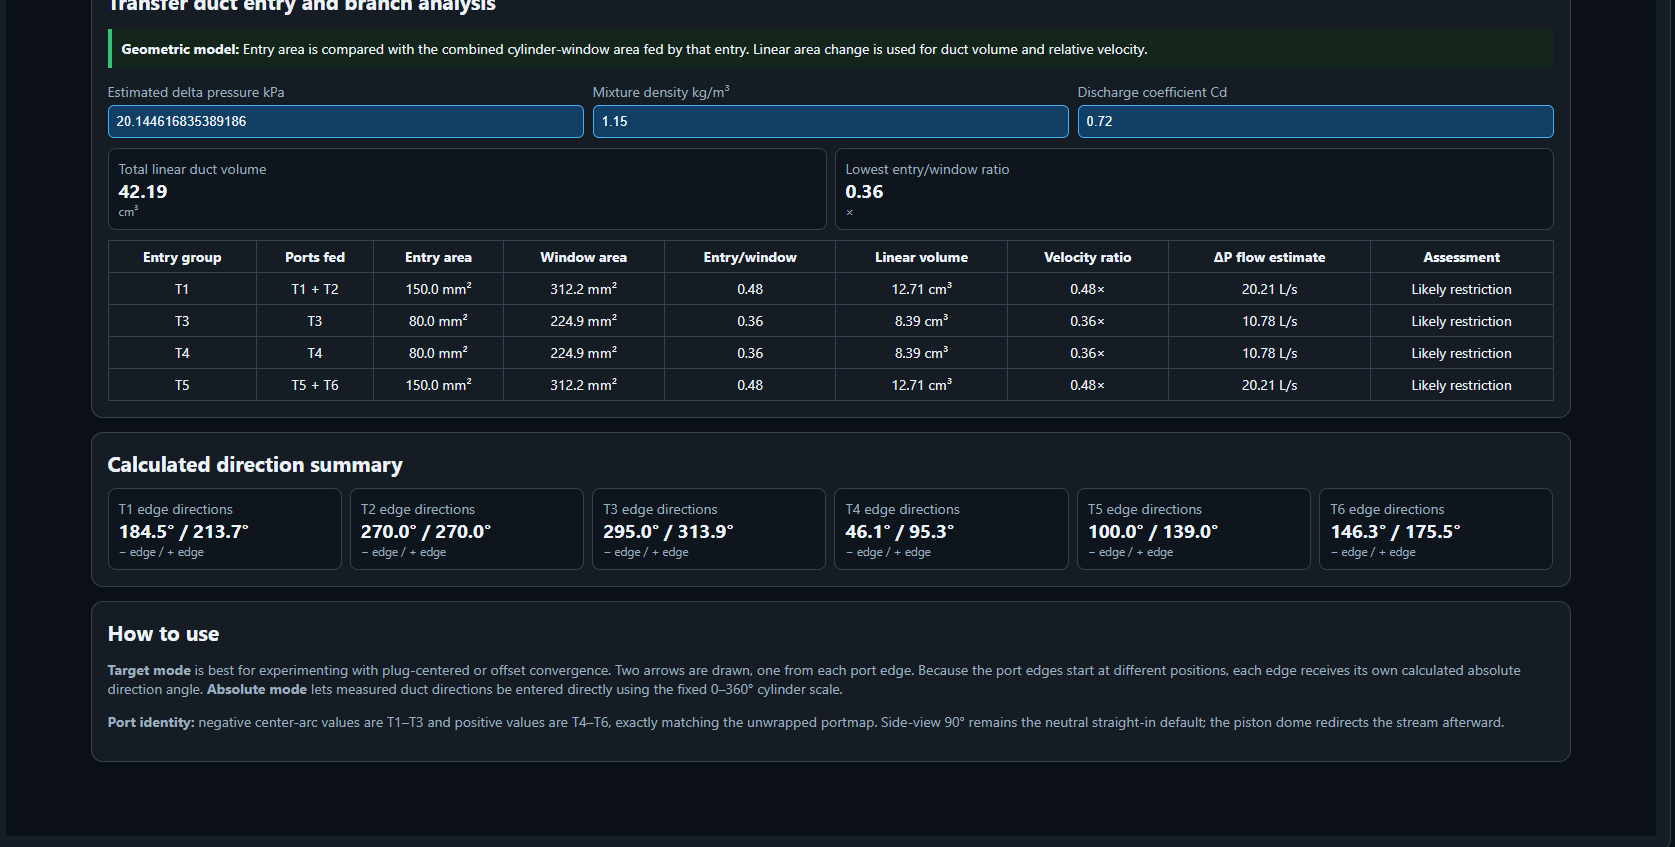 Transfer duct entry and branch analysis
Geometric model: Entry area is compared with the combined cylinder-window area fed by that entry. Linear area change is used for duct volume and relative velocity.
Estimated delta pressure kPa
Mixture density kg/m³
Discharge coefficient Cd
20.144616835389186
1.15
0.72
Total linear duct volume
42.19
cm³
Lowest entry/window ratio
0.36
×
Entry group Ports fed Entry area Window area Entry/window Linear volume Velocity ratio ΔP flow estimate Assessment
T1 T1 + T2 150.0 mm² 312.2 mm² 0.48 12.71 cm³ 0.48× 20.21 L/s Likely restriction
T3 T3 80.0 mm² 224.9 mm² 0.36 8.39 cm³ 0.36× 10.78 L/s Likely restriction
T4 T4 80.0 mm² 224.9 mm² 0.36 8.39 cm³ 0.36× 10.78 L/s Likely restriction
T5 T5 + T6 150.0 mm² 312.2 mm² 0.48 12.71 cm³ 0.48× 20.21 L/s Likely restriction
Calculated direction summary
T1 edge directions
184.5° / 213.7°
− edge / + edge
T2 edge directions
270.0° / 270.0°
− edge / + edge
T3 edge directions
295.0° / 313.9°
− edge / + edge
T4 edge directions
46.1° / 95.3°
− edge / + edge
T5 edge directions
100.0° / 139.0°
− edge / + edge
T6 edge directions
146.3° / 175.5°
− edge / + edge
How to use
Target mode is best for experimenting with plug-centered or offset convergence. Two arrows are drawn, one from each port edge. Because the port edges start at different positions, each edge receives its own calculated absolute
direction angle. Absolute mode lets measured duct directions be entered directly using the fixed 0–360° cylinder scale.
Port identity: negative center-arc values are T1–T3 and positive values are T4–T6, exactly matching the unwrapped portmap. Side-view 90° remains the neutral straight-in default; the piston dome redirects the stream afterward.